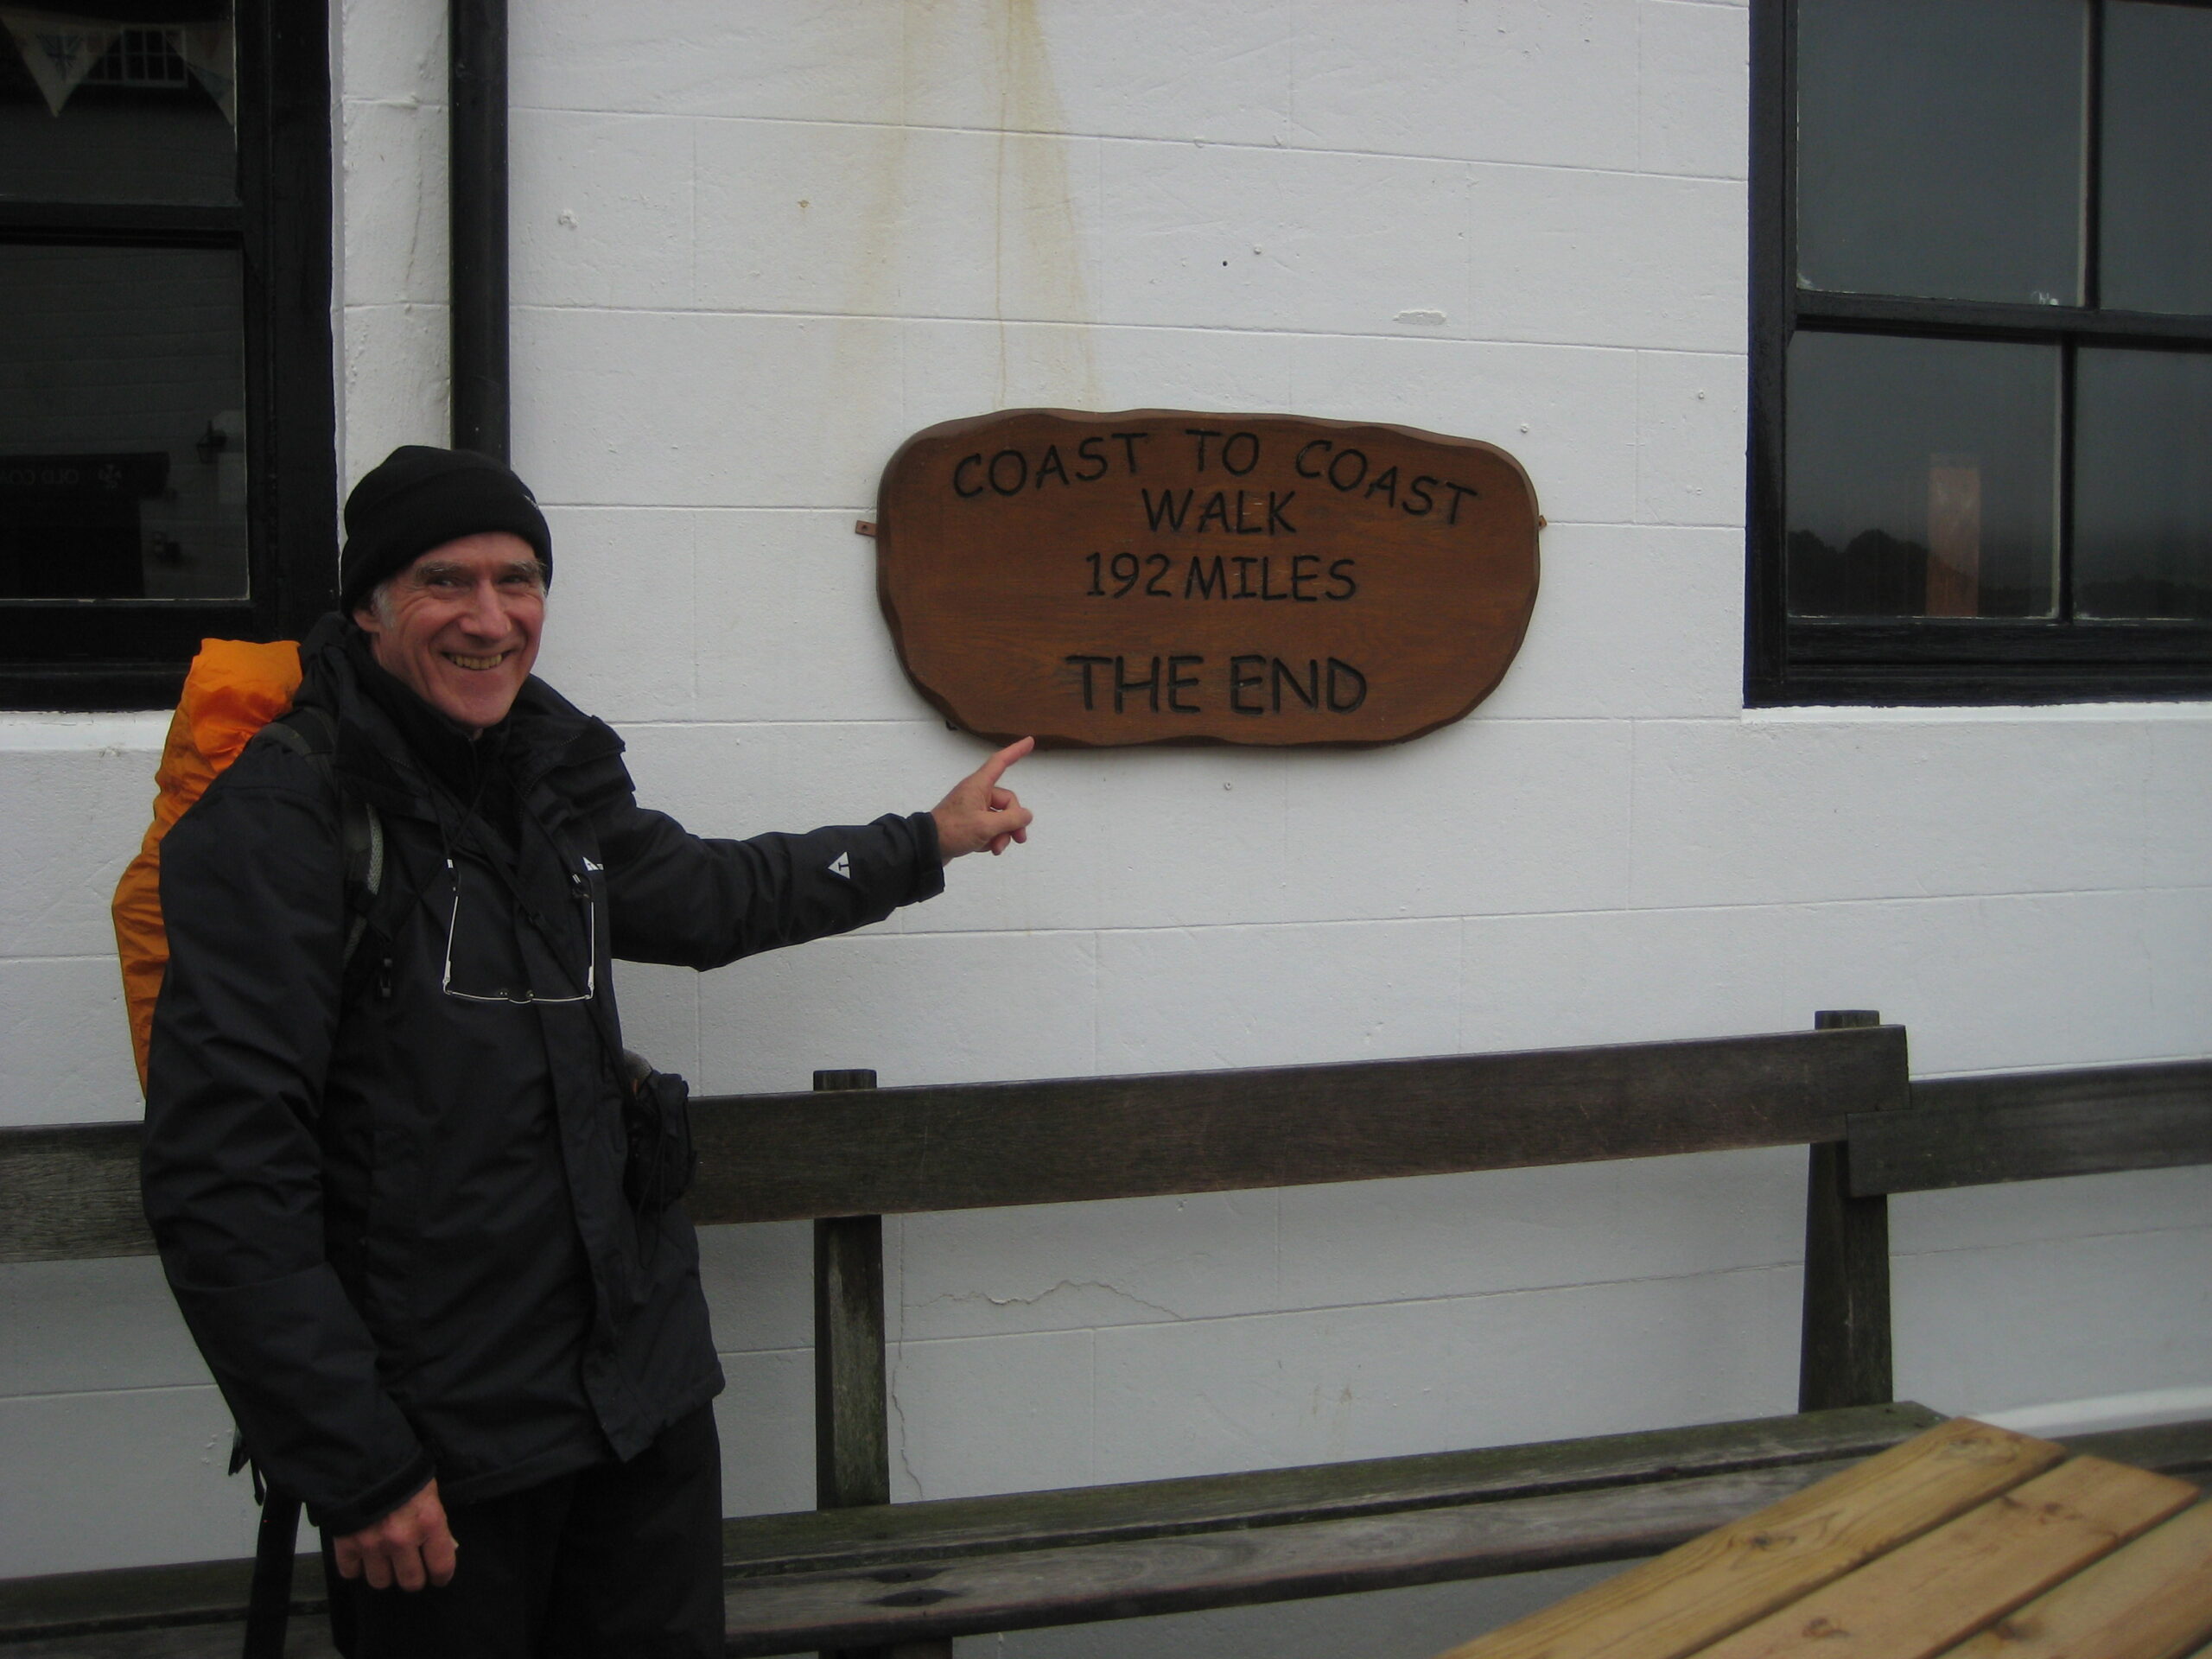 COAST TO COAST
WALK
192 MILES
THE END